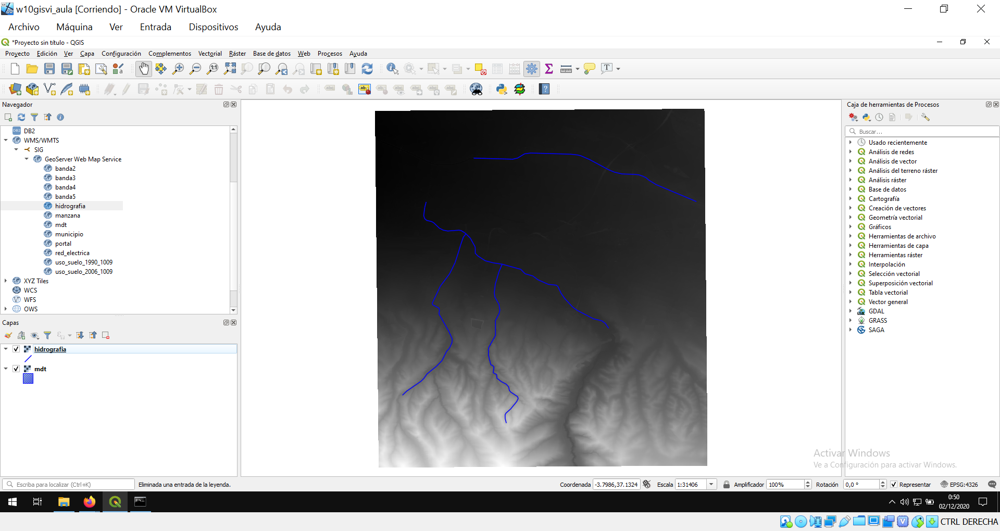 w10gisvi_aula [Corriendo] - Oracle VM VirtualBox
Archivo Máquina Ver Entrada Dispositivos Ayuda
*Proyecto sin título - QGIS
Proyecto Edición Ver Capa Configuración Complementos Vectorial Ráster Base de datos Web Procesos Ayuda
Navegador
DB2
WMS/WMTS
SIG
GeoServer Web Map Service
banda2
banda3
banda4
banda5
hidrografia
manzana
mdt
municipio
portal
red_electrica
uso_suelo_1990_1009
uso_suelo_2006_1009
XYZ Tiles
WCS
WFS
OWS
Capas
hidrografia
mdt
Caja de herramientas de Procesos
Buscar...
Usado recientemente
Análisis de redes
Análisis de vector
Análisis del terreno ráster
Análisis ráster
Base de datos
Cartografía
Creación de vectores
Geometría vectorial
Gráficos
Herramientas de archivo
Herramientas de capa
Herramientas ráster
Interpolación
Selección vectorial
Superposición vectorial
Tabla vectorial
Vector general
GDAL
GRASS
SAGA
Activar Windows
Ve a Configuración para activar Windows.
Escriba para localizar (Ctrl+K) Eliminada una entrada de la leyenda. Coordenada -3.7986,37.1324 Escala 1:31406 Amplificador 100% Rotación 0,0 ° Representar EPSG:4326
0:50
02/12/2020
CTRL DERECHA